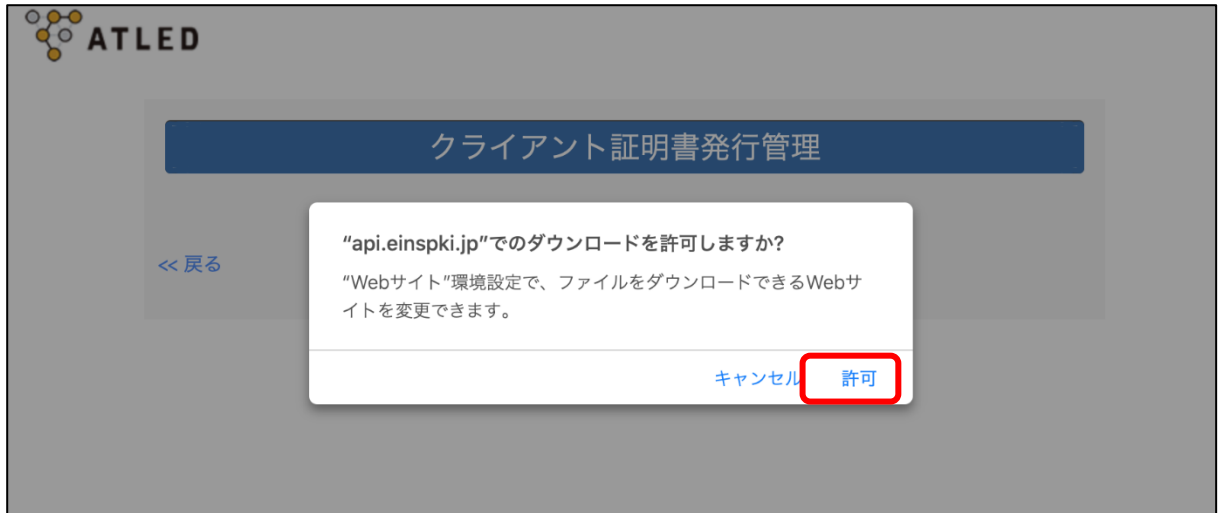 ATLED
クライアント証明書発行管理
“api.einspki.jp”でのダウンロードを許可しますか?
<< 戻る
“Webサイト”環境設定で、ファイルをダウンロードできるWebサ
イトを変更できます。
キャンセル 許可